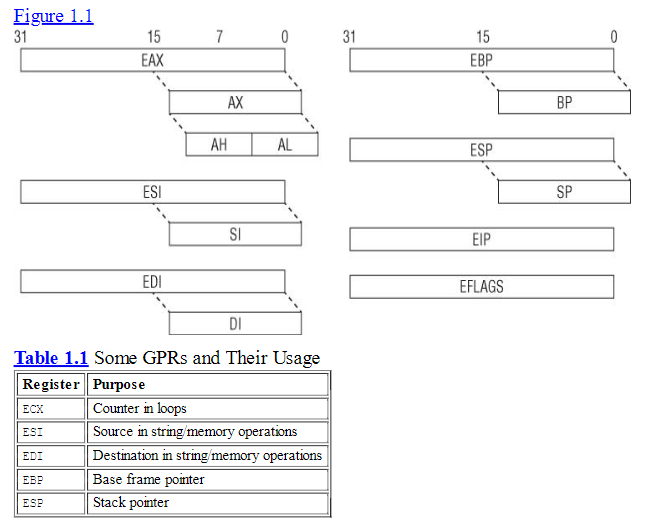 Figure 1.1
31 15 7 0 31 15 0
EAX EBP
AX BP
AH AL
ESP
ESI SP
SI
EIP
EDI EFLAGS
DI
Table 1.1 Some GPRs and Their Usage
Register Purpose
ECX Counter in loops
ESI Source in string/memory operations
EDI Destination in string/memory operations
EBP Base frame pointer
ESP Stack pointer